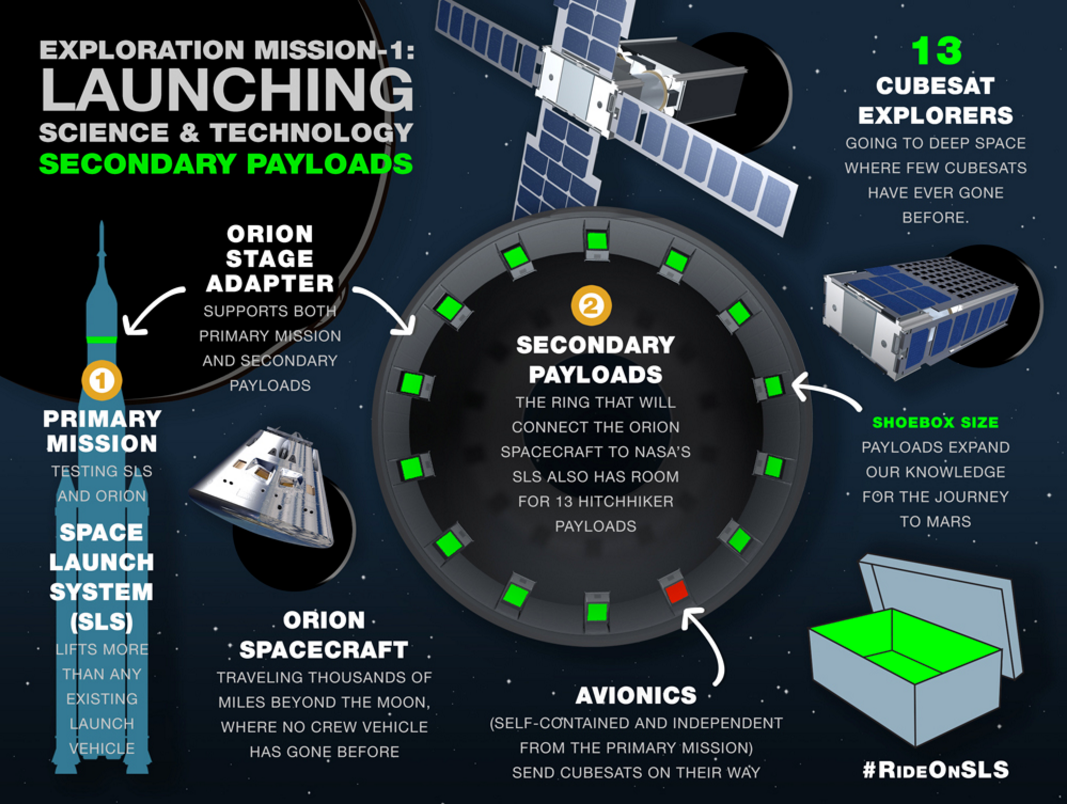 EXPLORATION MISSION-1:
LAUNCHING
SCIENCE & TECHNOLOGY
SECONDARY PAYLOADS
13
CUBESAT
EXPLORERS
GOING TO DEEP SPACE
WHERE FEW CUBESATS
HAVE EVER GONE
BEFORE.
ORION
STAGE
ADAPTER
SUPPORTS BOTH
PRIMARY MISSION
AND SECONDARY
PAYLOADS
1
PRIMARY
MISSION
TESTING SLS
AND ORION
SPACE
LAUNCH
SYSTEM
(SLS)
LIFTS MORE
THAN ANY
EXISTING
LAUNCH
VEHICLE
ORION
SPACECRAFT
TRAVELING THOUSANDS OF
MILES BEYOND THE MOON,
WHERE NO CREW VEHICLE
HAS GONE BEFORE
2
SECONDARY
PAYLOADS
THE RING THAT WILL
CONNECT THE ORION
SPACECRAFT TO NASA'S
SLS ALSO HAS ROOM
FOR 13 HITCHHIKER
PAYLOADS
AVIONICS
(SELF-CONTAINED AND INDEPENDENT
FROM THE PRIMARY MISSION)
SEND CUBESATS ON THEIR WAY
SHOEBOX SIZE
PAYLOADS EXPAND
OUR KNOWLEDGE
FOR THE JOURNEY
TO MARS
#RIDEONSLS